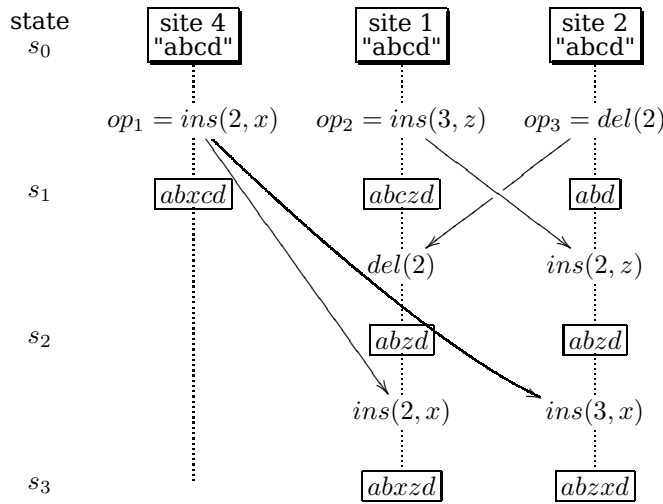 state site 4 site 1 site 2
s0 "abcd" "abcd" "abcd"
op1 = ins(2, x) op2 = ins(3, z) op3 = del(2)
s1 abxcd abczd abd
del(2) ins(2, z)
s2 abzd abzd
ins(2, x) ins(3, x)
s3 abxzd abzxd